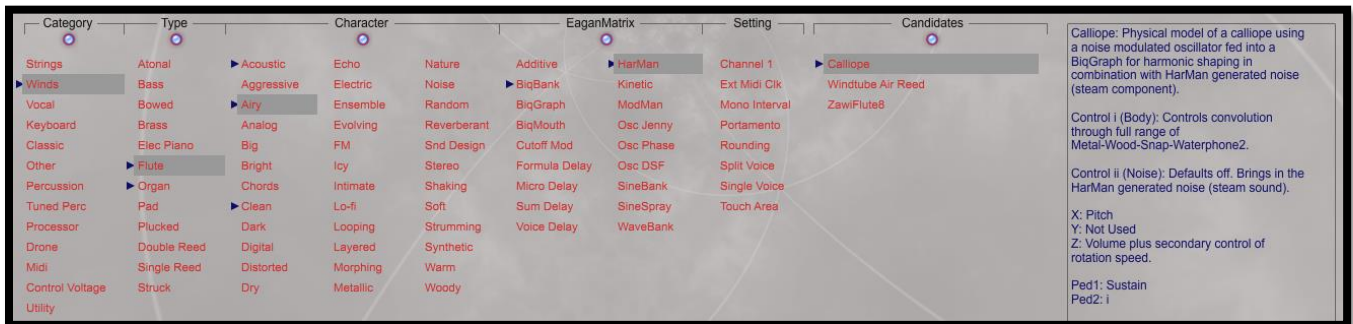 Category Type Character EaganMatrix Setting Candidates
Strings Atonal Acoustic Echo Nature Additive HarMan Channel 1 Calliope
Winds Bass Aggressive Electric Noise BiqBank Kinetic Ext Midi Clk Windtube Air Reed
Vocal Bowed Airy Ensemble Random BiqGraph ModMan Mono Interval ZawiFlute8
Keyboard Brass Analog Evolving Reverberant BiqMouth Osc Jenny Portamento
Classic Elec Piano Big FM Snd Design Cutoff Mod Osc Phase Rounding
Other Flute Bright Icy Stereo Formula Delay Osc DSF Split Voice
Percussion Organ Chords Intimate Shaking Micro Delay SineBank Single Voice
Tuned Perc Pad Clean Lo-fi Soft Sum Delay SineSpray Touch Area
Processor Plucked Dark Looping Strumming Voice Delay WaveBank
Drone Double Reed Digital Layered Synthetic
Midi Single Reed Distorted Morphing Warm
Control Voltage Struck Dry Metallic Woody
Utility
Calliope: Physical model of a calliope using
a noise modulated oscillator fed into a
BiqGraph for harmonic shaping in
combination with HarMan generated noise
(steam component).
Control i (Body): Controls convolution
through full range of
Metal-Wood-Snap-Waterphone2.
Control ii (Noise): Defaults off. Brings in the
HarMan generated noise (steam sound).
X: Pitch
Y: Not Used
Z: Volume plus secondary control of
rotation speed.
Ped1: Sustain
Ped2: i